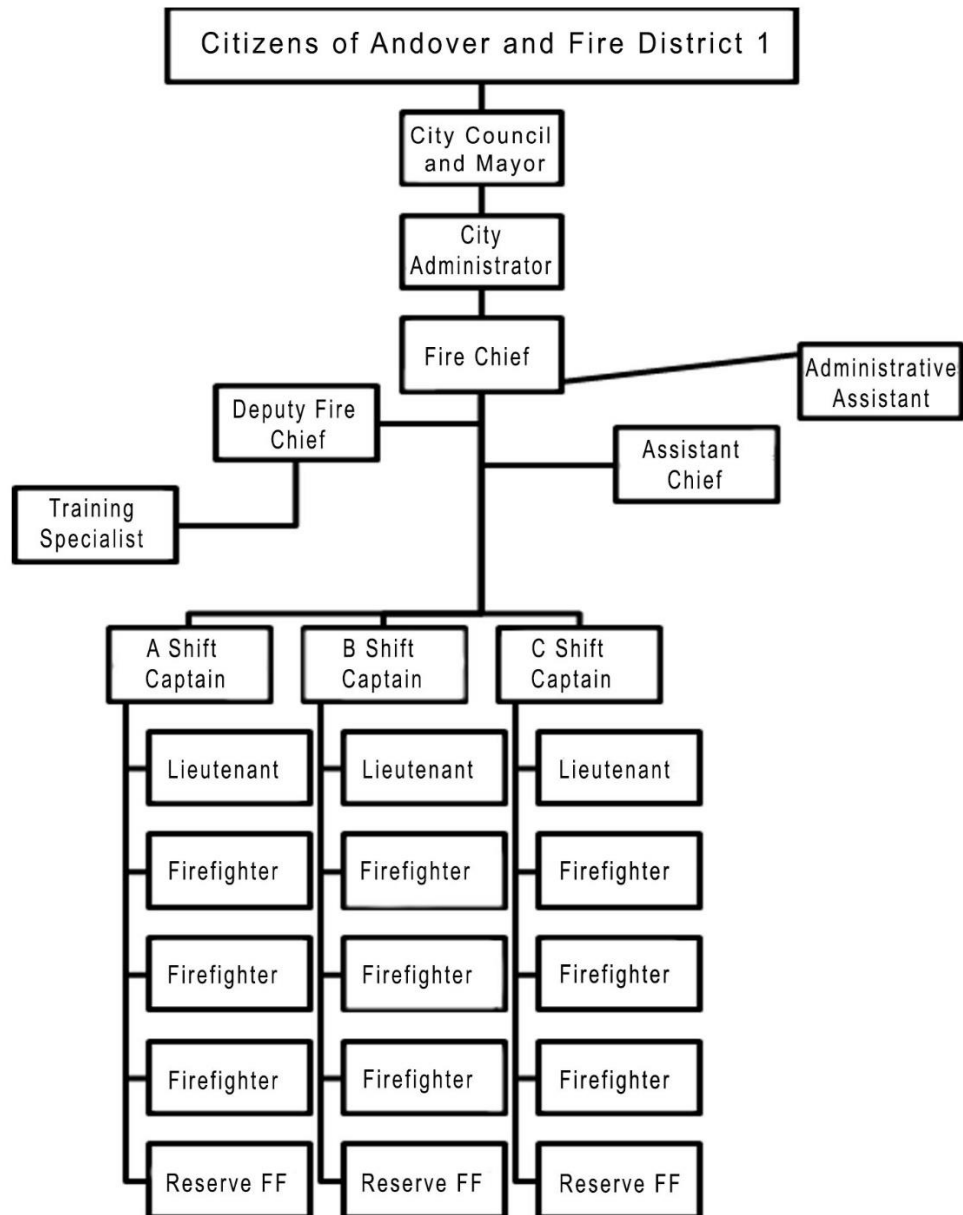 Citizens of Andover and Fire District 1
City Council
and Mayor
City
Administrator
Fire Chief
Administrative
Assistant
Deputy Fire
Chief
Assistant
Chief
Training
Specialist
A Shift
Captain
B Shift
Captain
C Shift
Captain
Lieutenant
Lieutenant
Lieutenant
Firefighter
Firefighter
Firefighter
Firefighter
Firefighter
Firefighter
Firefighter
Firefighter
Firefighter
Reserve FF
Reserve FF
Reserve FF